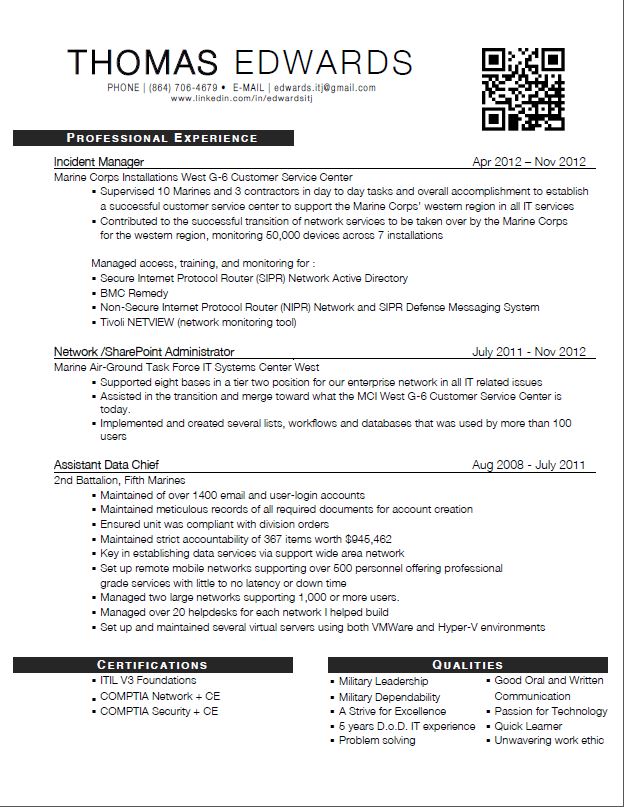 THOMAS EDWARDS
PHONE | (864) 706-4679 • E-MAIL | edwards.itj@gmail.com
www.linkedin.com/in/edwardsitj
PROFESSIONAL EXPERIENCE
Incident Manager Apr 2012 – Nov 2012
Marine Corps Installations West G-6 Customer Service Center
▪ Supervised 10 Marines and 3 contractors in day to day tasks and overall accomplishment to establish
a successful customer service center to support the Marine Corps' western region in all IT services
▪ Contributed to the successful transition of network services to be taken over by the Marine Corps
for the western region, monitoring 50,000 devices across 7 installations
Managed access, training, and monitoring for :
▪ Secure Internet Protocol Router (SIPR) Network Active Directory
▪ BMC Remedy
▪ Non-Secure Internet Protocol Router (NIPR) Network and SIPR Defense Messaging System
▪ Tivoli NETVIEW (network monitoring tool)
Network /SharePoint Administrator July 2011 - Nov 2012
Marine Air-Ground Task Force IT Systems Center West
▪ Supported eight bases in a tier two position for our enterprise network in all IT related issues
▪ Assisted in the transition and merge toward what the MCI West G-6 Customer Service Center is
today.
▪ Implemented and created several lists, workflows and databases that was used by more than 100
users
Assistant Data Chief Aug 2008 - July 2011
2nd Battalion, Fifth Marines
▪ Maintained of over 1400 email and user-login accounts
▪ Maintained meticulous records of all required documents for account creation
▪ Ensured unit was compliant with division orders
▪ Maintained strict accountability of 367 items worth $945,462
▪ Key in establishing data services via support wide area network
▪ Set up remote mobile networks supporting over 500 personnel offering professional
grade services with little to no latency or down time
▪ Managed two large networks supporting 1,000 or more users.
▪ Managed over 20 helpdesks for each network I helped build
▪ Set up and maintained several virtual servers using both VMWare and Hyper-V environments
CERTIFICATIONS
▪ ITIL V3 Foundations
▪ COMPTIA Network + CE
▪ COMPTIA Security + CE
QUALITIES
▪ Military Leadership
▪ Military Dependability
▪ A Strive for Excellence
▪ 5 years D.o.D. IT experience
▪ Problem solving
▪ Good Oral and Written
Communication
▪ Passion for Technology
▪ Quick Learner
▪ Unwavering work ethic